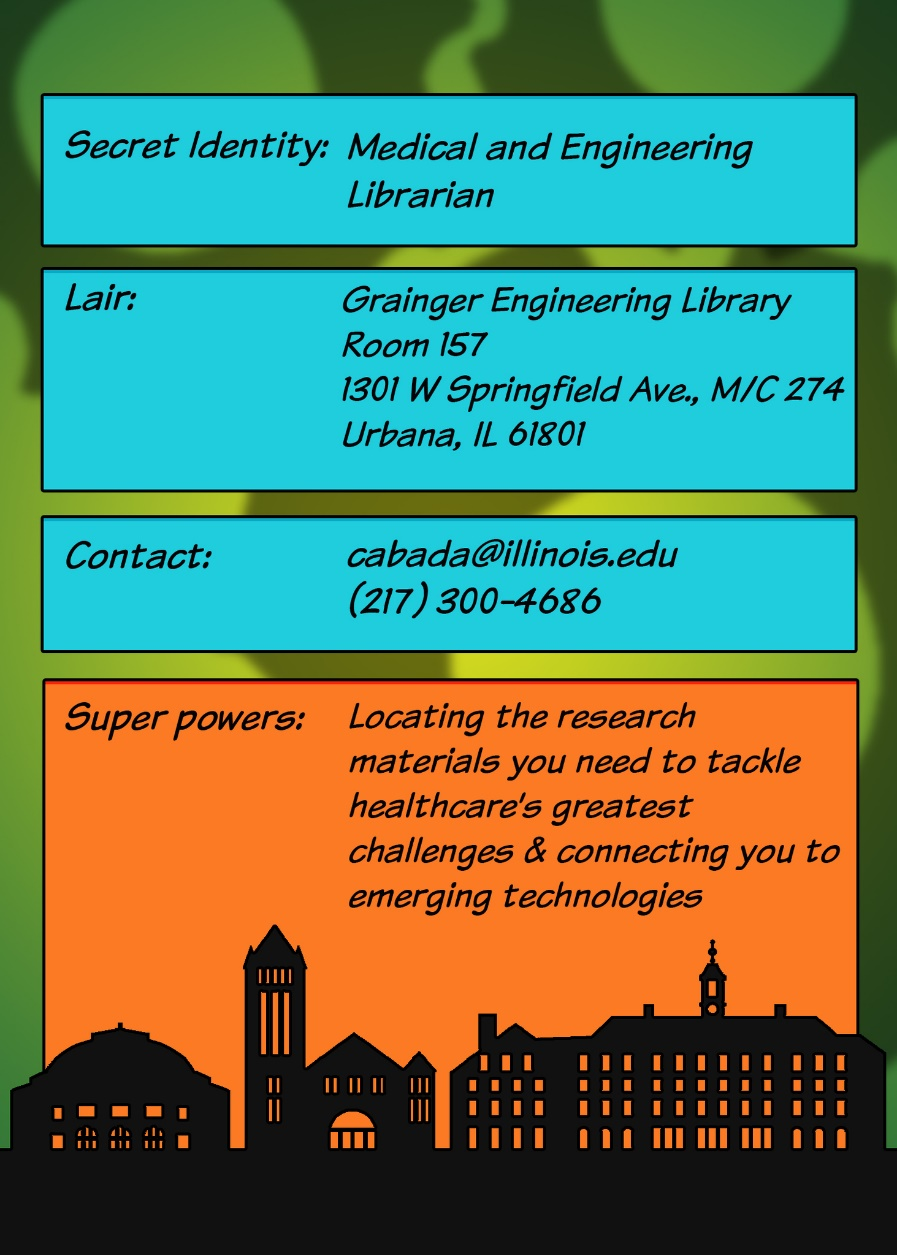 Secret Identity: Medical and Engineering
Librarian
Lair: Grainger Engineering Library
Room 157
1301 W Springfield Ave., M/C 274
Urbana, IL 61801
Contact: cabada@illinois.edu
(217) 300-4686
Super powers: Locating the research
materials you need to tackle
healthcare's greatest
challenges & connecting you to
emerging technologies